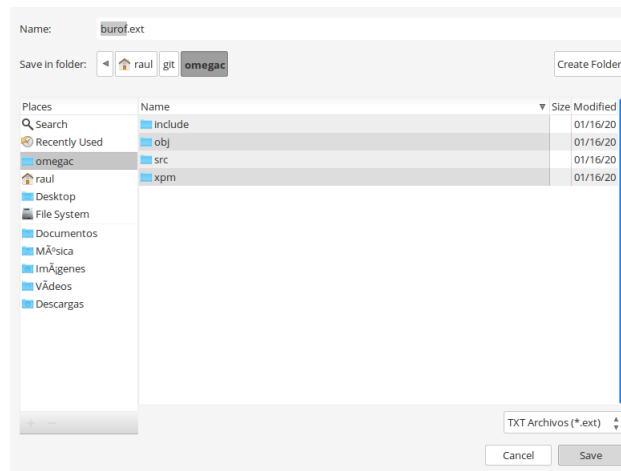 Name: burof.ext
Save in folder: raul git omegac Create Folder
Places Name Size Modified
Search include 01/16/20
Recently Used obj 01/16/20
omegac src 01/16/20
raul xpm 01/16/20
Desktop
File System
Documentos
MÃºsica
ImÃ¡genes
VÃ­deos
Descargas
TXT Archivos (*.ext)
Cancel Save